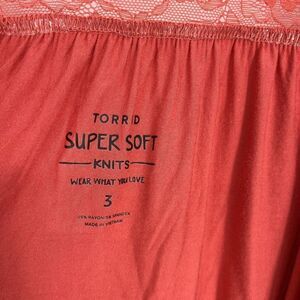 TORRID
SUPER SOFT
KNITS
WEAR WHAT YOU LOVE
3
MADE IN VIETNAM